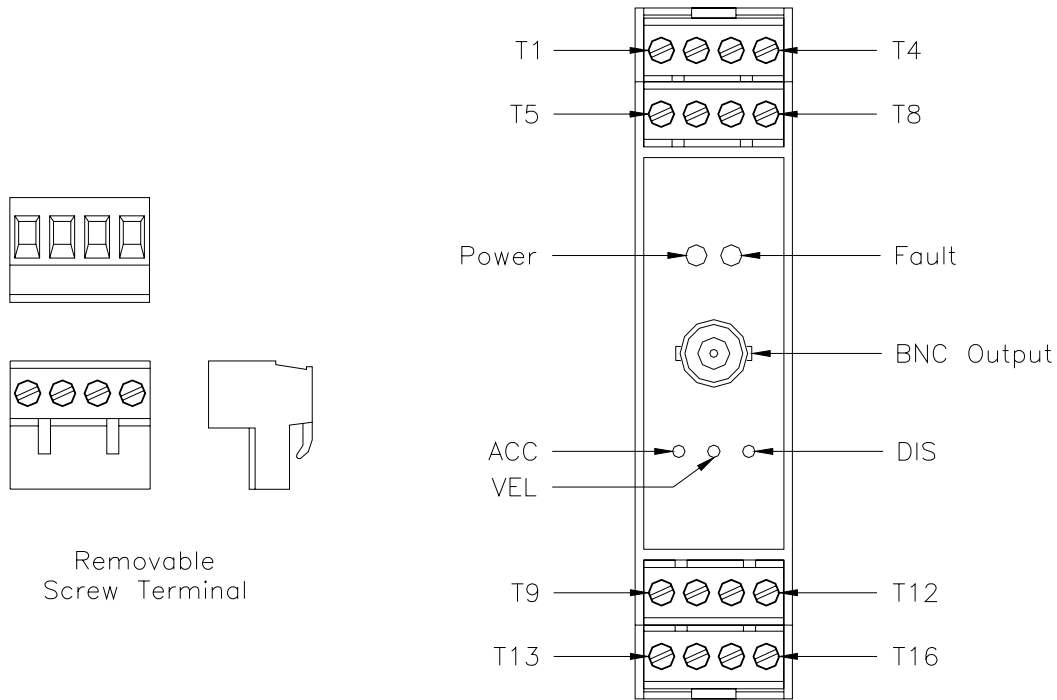 T1
T4
T5
T8
Power
Fault
BNC Output
ACC
DIS
VEL
Removable
Screw Terminal
T9
T12
T13
T16